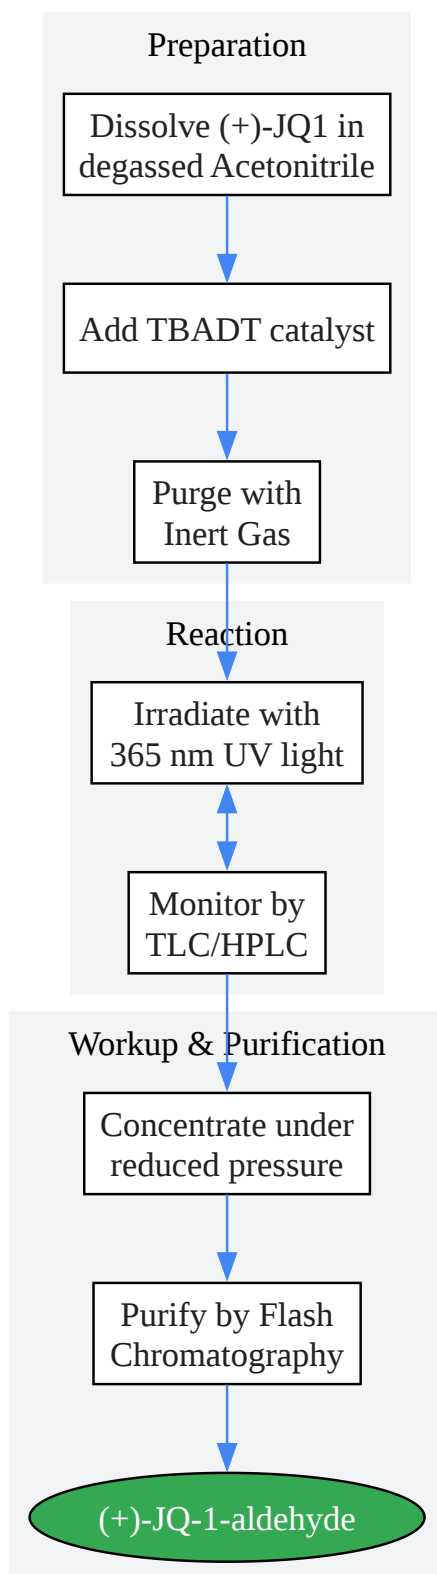 Preparation
Dissolve (+)-JQ1 in
degassed Acetonitrile
Add TBADT catalyst
Purge with
Inert Gas
Reaction
Irradiate with
365 nm UV light
Monitor by
TLC/HPLC
Workup & Purification
Concentrate under
reduced pressure
Purify by Flash
Chromatography
(+)-JQ-1-aldehyde